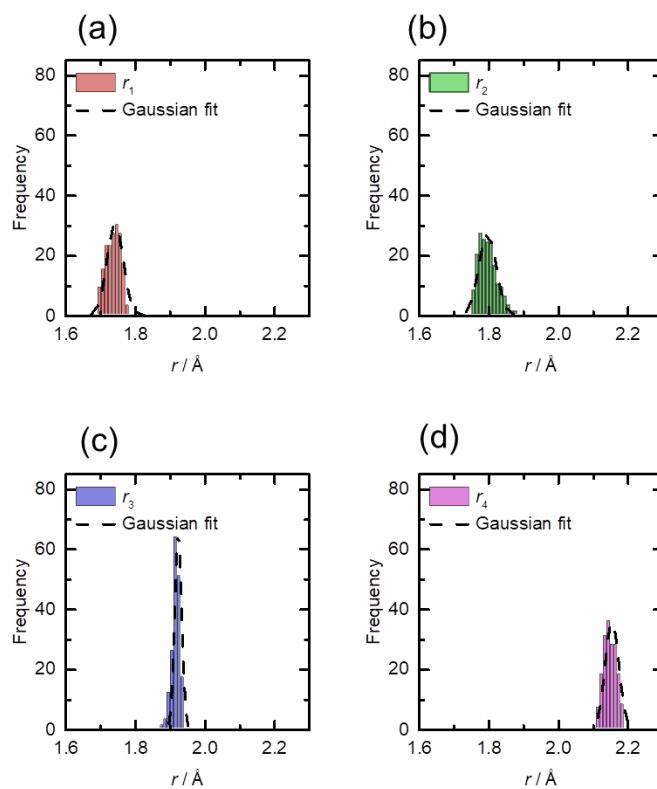 (a)
r₁
Gaussian fit
Frequency
80
60
40
20
0
1.6
1.8
2.0
2.2
r / Å
(b)
r₂
Gaussian fit
Frequency
80
60
40
20
0
1.6
1.8
2.0
2.2
r / Å
(c)
r₃
Gaussian fit
Frequency
80
60
40
20
0
1.6
1.8
2.0
2.2
r / Å
(d)
r₄
Gaussian fit
Frequency
80
60
40
20
0
1.6
1.8
2.0
2.2
r / Å